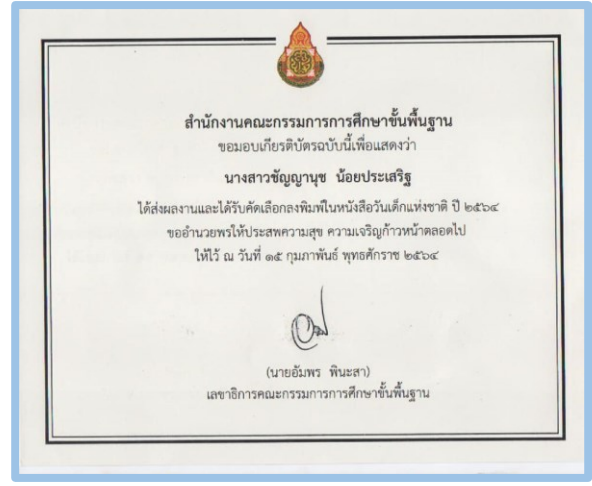 สำนักงานคณะกรรมการการศึกษาขั้นพื้นฐาน
ขอมอบเกียรติบัตรฉบับนี้เพื่อแสดงว่า
นางสาวชัญญานุช น้อยประเสริฐ
ได้ส่งผลงานและได้รับคัดเลือกลงพิมพ์ในหนังสือวันเด็กแห่งชาติ ปี ๒๕๖๔
ขออำนวยพรให้ประสพความสุข ความเจริญก้าวหน้าตลอดไป
ให้ไว้ ณ วันที่ ๑๕ กุมภาพันธ์ พุทธศักราช ๒๕๖๔
(นายอัมพร พินะสา)
เลขาธิการคณะกรรมการการศึกษาขั้นพื้นฐาน